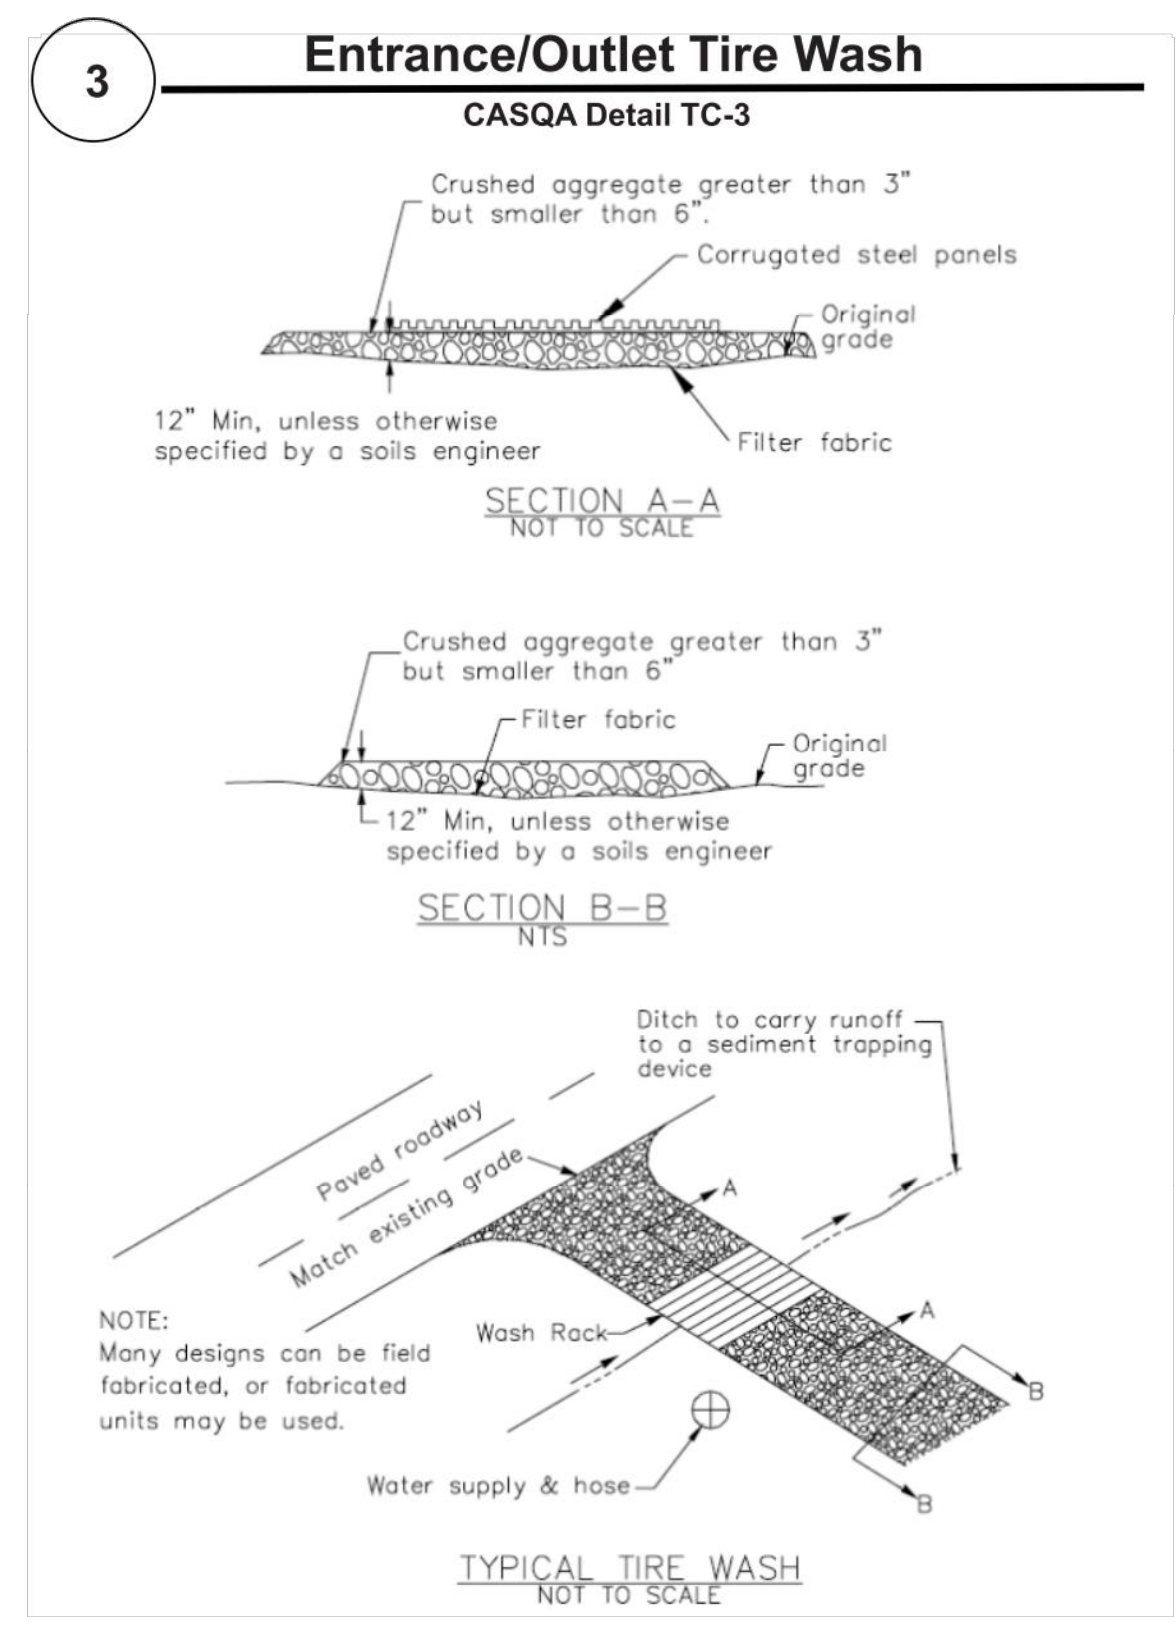 3
Entrance/Outlet Tire Wash
CASQA Detail TC-3
Crushed aggregate greater than 3"
but smaller than 6".
Corrugated steel panels
Original
grade
12" Min, unless otherwise
specified by a soils engineer
Filter fabric
SECTION A-A
NOT TO SCALE
Crushed aggregate greater than 3"
but smaller than 6"
Filter fabric
Original
grade
12" Min, unless otherwise
specified by a soils engineer
SECTION B-B
NTS
Ditch to carry runoff
to a sediment trapping
device
Paved roadway
Match existing grade
A
A
B
B
NOTE:
Many designs can be field
fabricated, or fabricated
units may be used.
Wash Rack
Water supply & hose
TYPICAL TIRE WASH
NOT TO SCALE